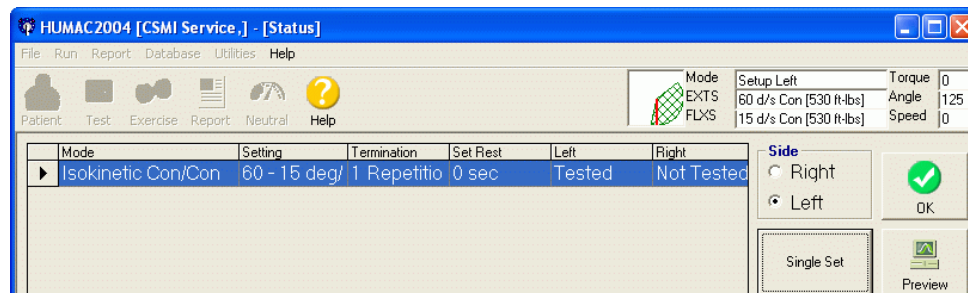 HUMAC2004 [CSMI Service,] - [Status]
File Run Report Database Utilities Help
Patient Test Exercise Report Neutral Help
Mode Setup Left Torque 0
EXTS 60 d/s Con [530 ft-lbs] Angle 125
FLXS 15 d/s Con [530 ft-lbs] Speed 0
Mode Setting Termination Set Rest Left Right
Isokinetic Con/Con 60 - 15 deg/ 1 Repetitio 0 sec Tested Not Tested
Side
Right
Left
OK
Single Set
Preview